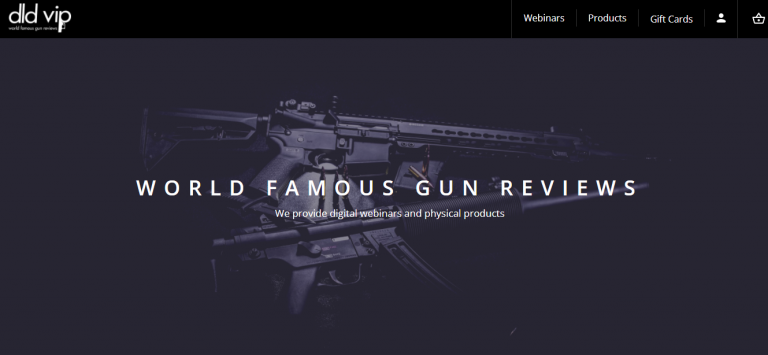 dld vip
world famous gun reviews
Webinars
Products
Gift Cards
WORLD FAMOUS GUN REVIEWS
We provide digital webinars and physical products